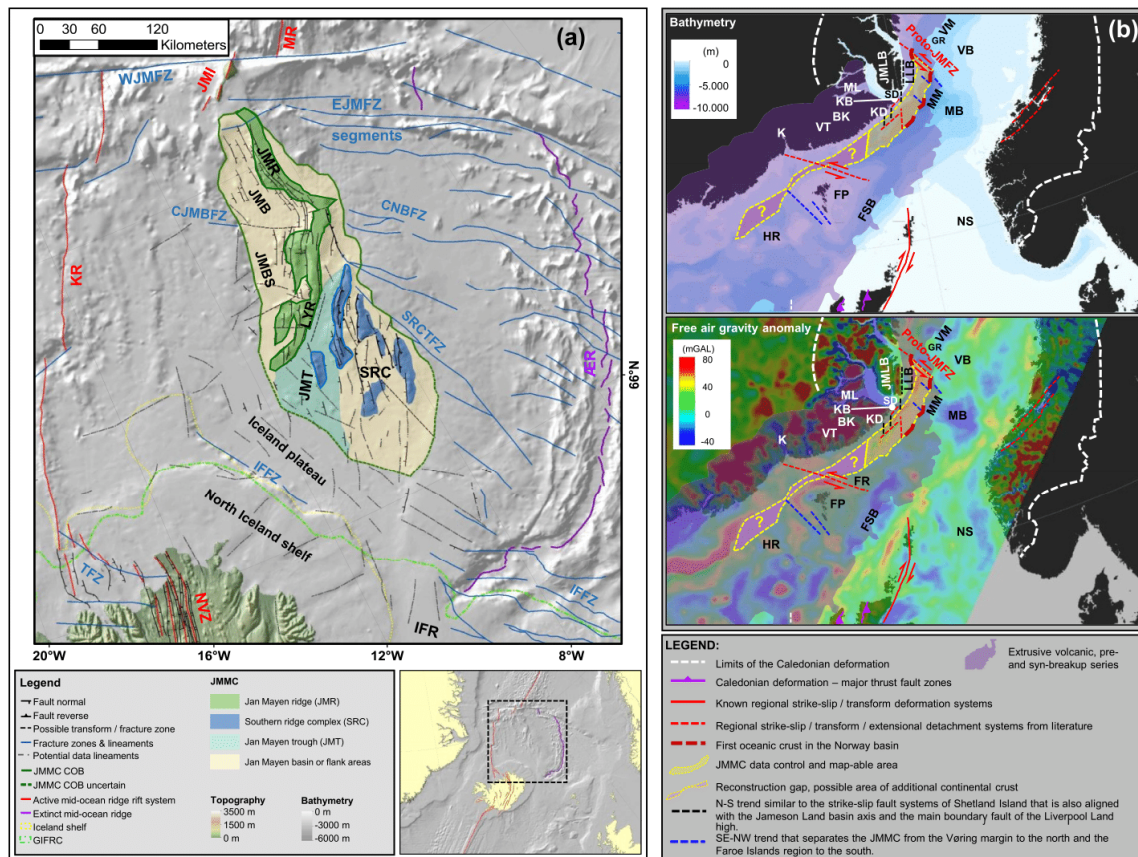 0 30 60 120
Kilometers
(a)
MR
WJMFZ
JMI
EJMFZ
segments
JMR
JMB
CJMBFZ
CNBFZ
KR
JMBS
LYR
SRCTFZ
ÆR
SRC
JMT
66°N
Iceland plateau
IFFZ
North Iceland shelf
TFZ
NVZ
IFFZ
IFR
20°W 16°W 12°W 8°W
Legend
Fault normal
Fault reverse
Possible transform / fracture zone
Fracture zones & lineaments
Potential data lineaments
JMMC COB
JMMC COB uncertain
Active mid-ocean ridge rift system
Extinct mid-ocean ridge
Iceland shelf
GIFRC
JMMC
Jan Mayen ridge (JMR)
Southern ridge complex (SRC)
Jan Mayen trough (JMT)
Jan Mayen basin or flank areas
Topography
3500 m
1500 m
0 m
Bathymetry
0 m
-3000 m
-6000 m
Bathymetry
(m)
0
-5.000
-10.000
(b)
Proto-JMFZ
VM
GR
VB
JMLB
LLB
ML
SD
KB
KD
BK
MM
MB
K
VT
?
FP
FSB
NS
?
HR
Free air gravity anomaly
(mGAL)
80
40
0
-40
Proto-JMFZ
VM
GR
VB
JMLB
LLB
ML
SD
KB
KD
BK
MM
MB
K
VT
?
FR
FP
FSB
NS
?
HR
LEGEND:
Limits of the Caledonian deformation
Extrusive volcanic, pre-
and syn-breakup series
Caledonian deformation – major thrust fault zones
Known regional strike-slip / transform deformation systems
Regional strike-slip / transform / extensional detachment systems from literature
First oceanic crust in the Norway basin
JMMC data control and map-able area
Reconstruction gap, possible area of additional continental crust
N-S trend similar to the strike-slip fault systems of Shetland Island that is also aligned
with the Jameson Land basin axis and the main boundary fault of the Liverpool Land
high.
SE-NW trend that separates the JMMC from the Vøring margin to the north and the
Faroe Islands region to the south.